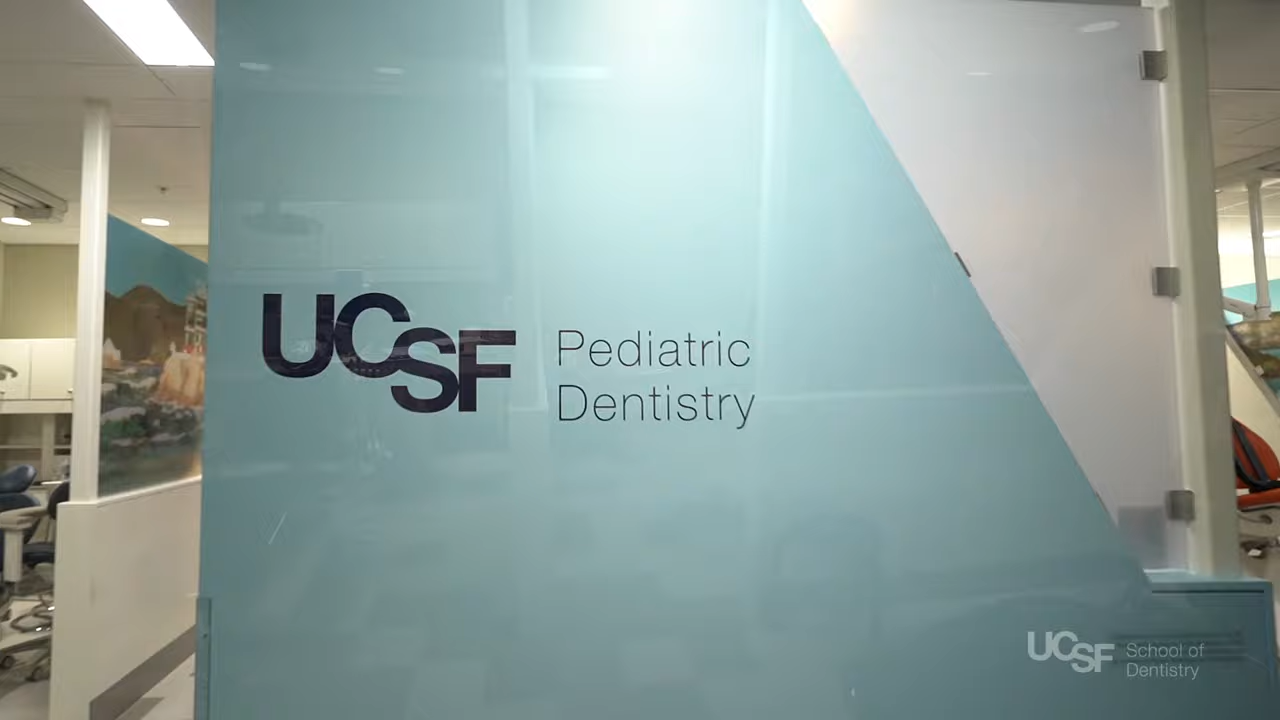 UCSF
Pediatric
Dentistry
UCSF
School of
Dentistry